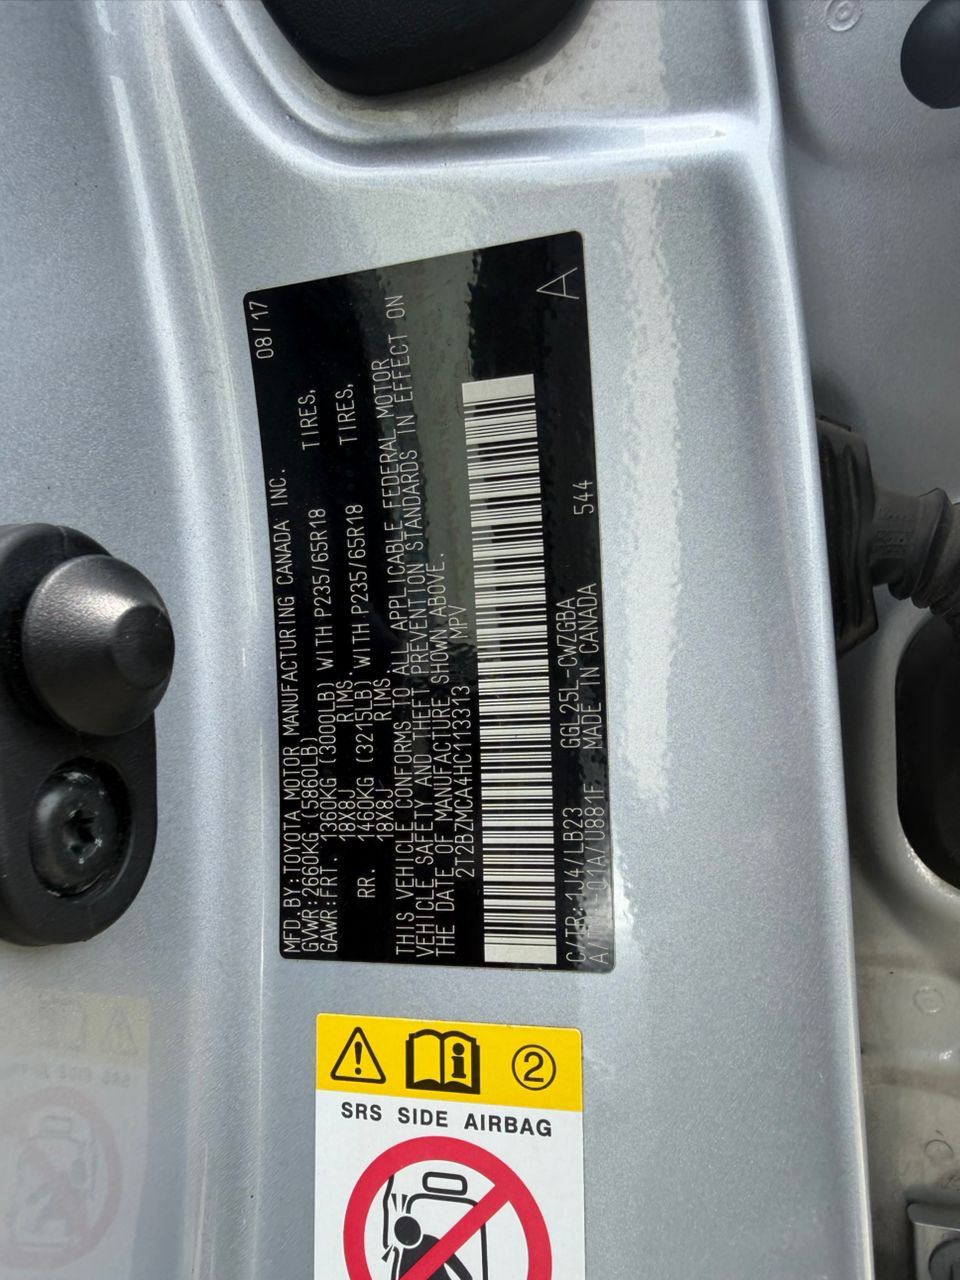 08/17
MFD. BY: TOYOTA MOTOR MANUFACTURING CANADA INC.
GVWR: 2660KG (5860LB)
GAWR: FRT. 1360KG (3000LB) WITH P235/65R18 TIRES,
18X8J RIMS.
RR. 1460KG (3215LB) WITH P235/65R18 TIRES,
18X8J RIMS.
THIS VEHICLE CONFORMS TO ALL APPLICABLE FEDERAL MOTOR
VEHICLE SAFETY AND THEFT PREVENTION STANDARDS IN EFFECT ON
THE DATE OF MANUFACTURE SHOWN ABOVE.
2T2BZMCA4HC113313 MPV
A
C/TR: 1J4/LB23 GGL25L-CWZGBA 544
01A/U881F MADE IN CANADA
2
SRS SIDE AIRBAG